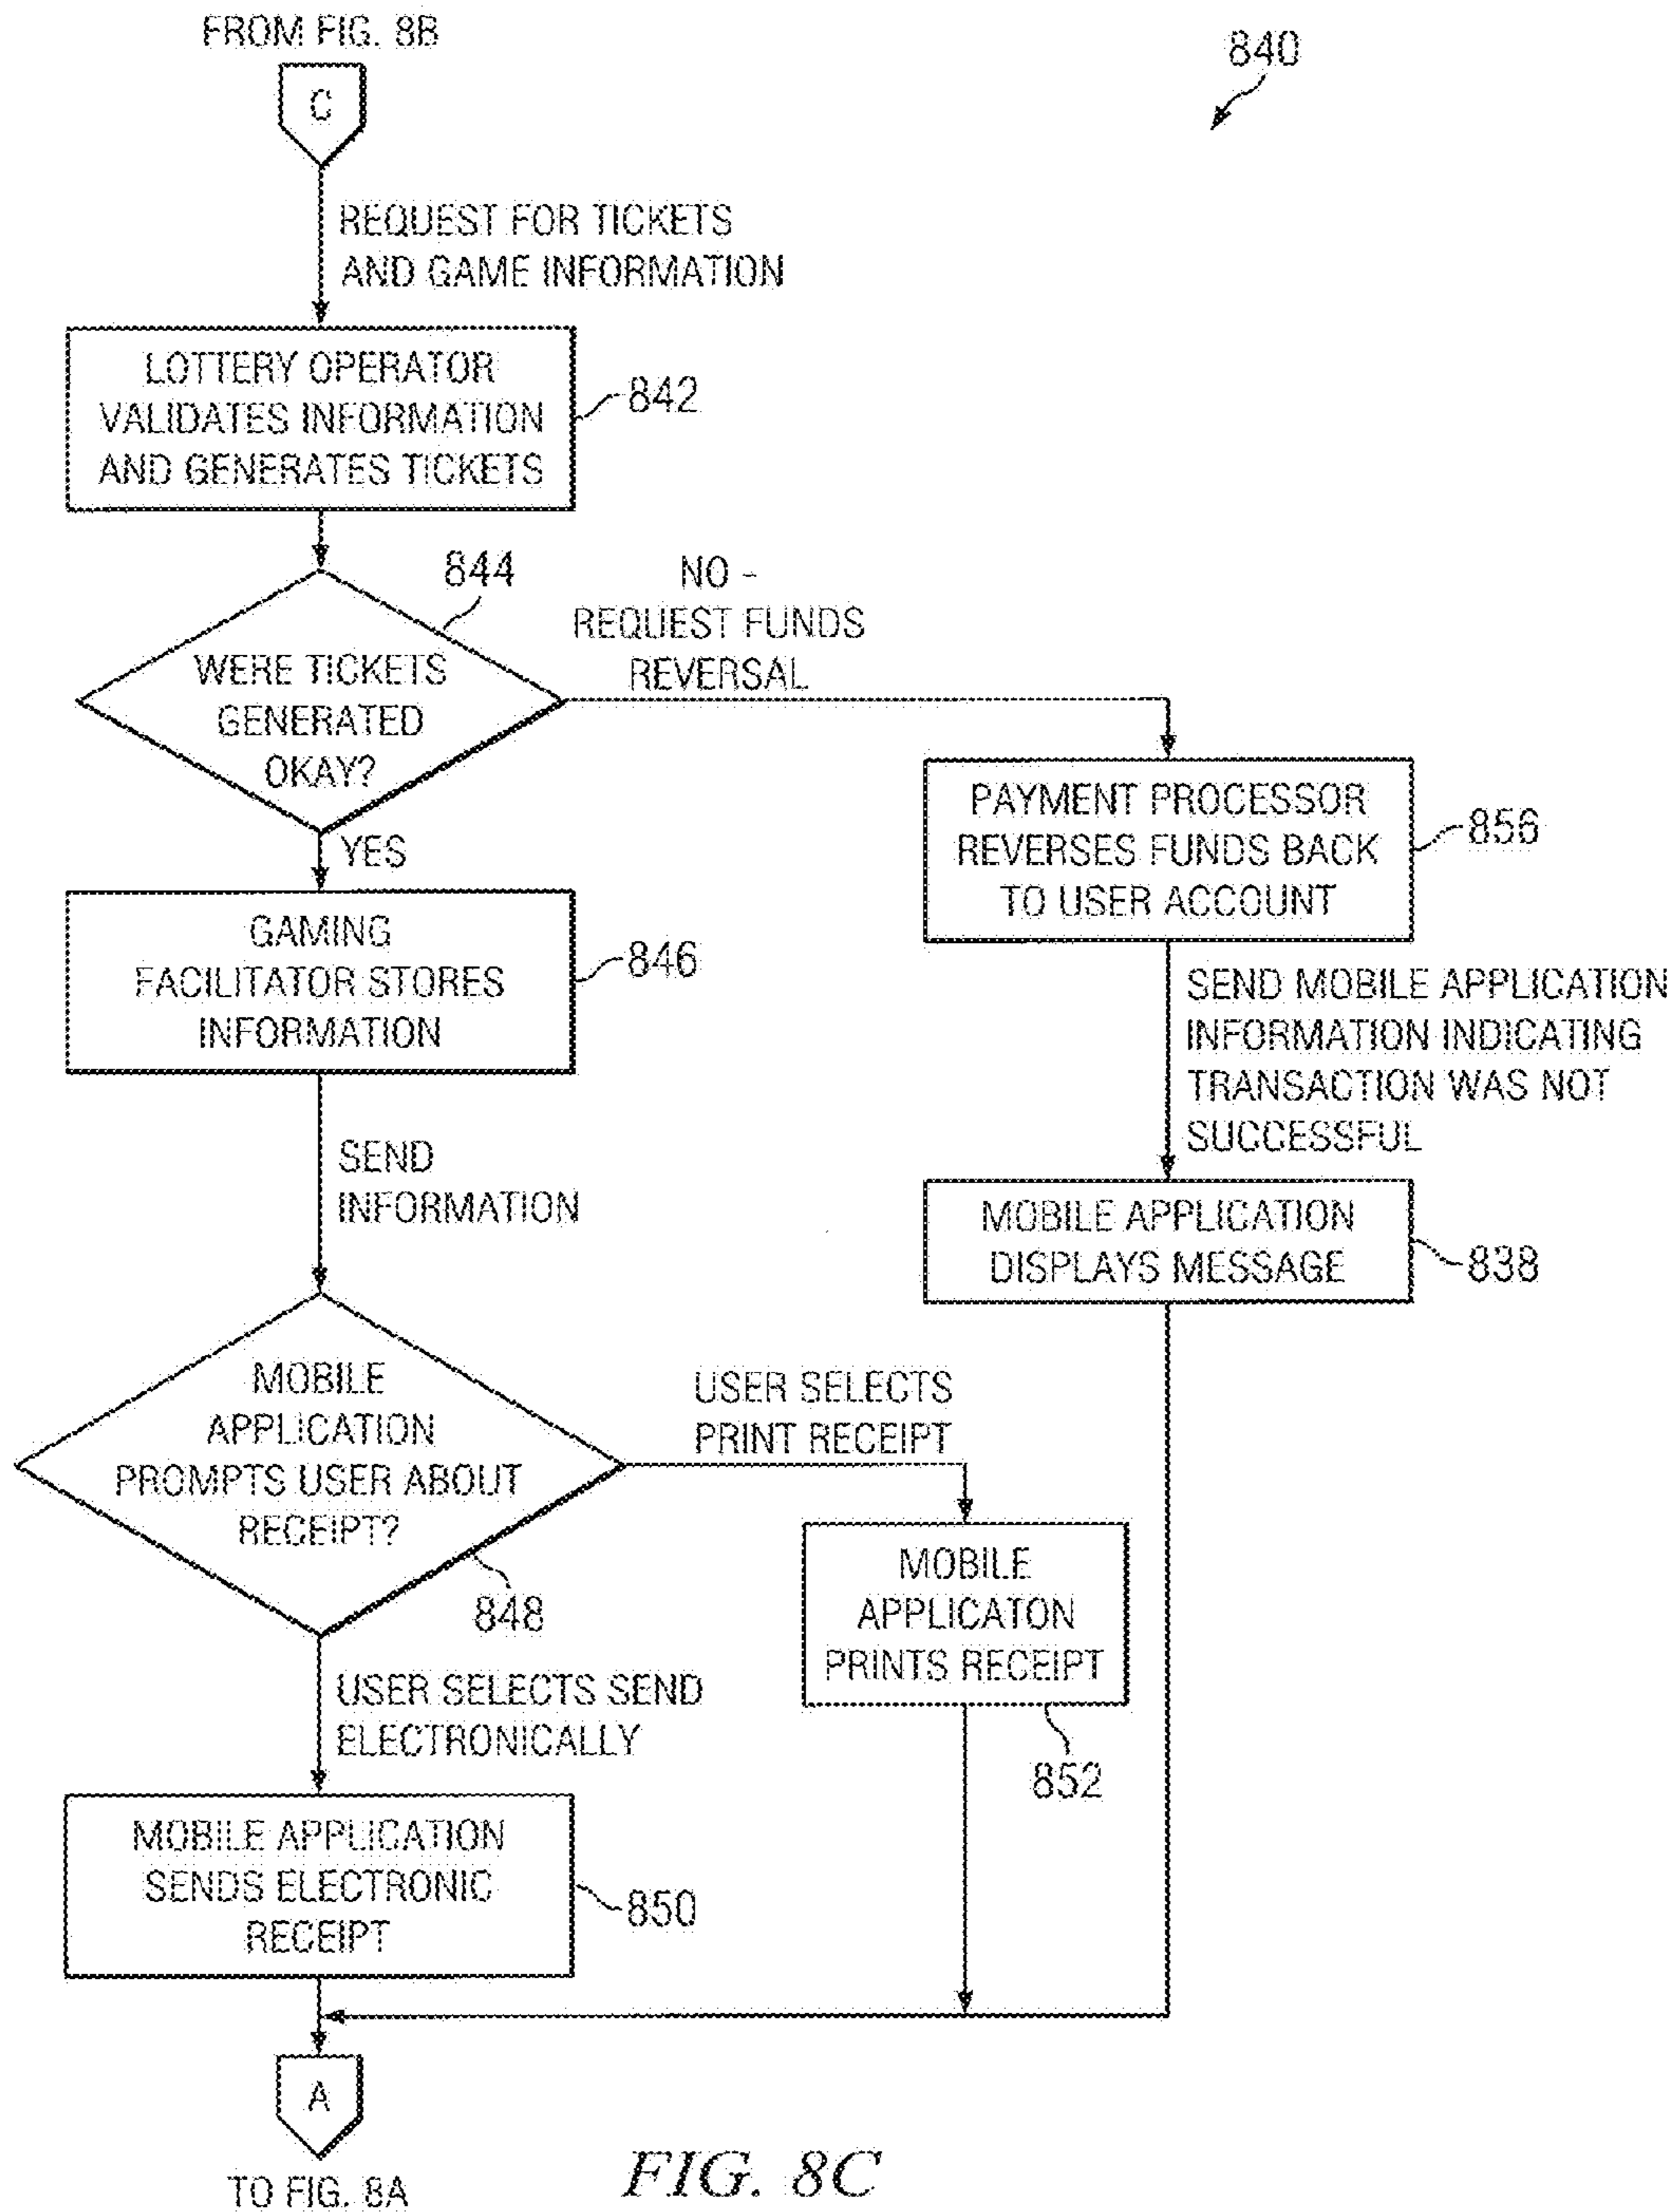 FROM FIG. 8B
840
C
REQUEST FOR TICKETS
AND GAME INFORMATION
LOTTERY OPERATOR
VALIDATES INFORMATION
AND GENERATES TICKETS
842
844
NO -
REQUEST FUNDS
REVERSAL
WERE TICKETS
GENERATED
OKAY?
YES
PAYMENT PROCESSOR
REVERSES FUNDS BACK
TO USER ACCOUNT
856
GAMING
FACILITATOR STORES
INFORMATION
846
SEND MOBILE APPLICATION
INFORMATION INDICATING
TRANSACTION WAS NOT
SUCCESSFUL
SEND
INFORMATION
MOBILE APPLICATION
DISPLAYS MESSAGE
838
MOBILE
APPLICATION
PROMPTS USER ABOUT
RECEIPT?
848
USER SELECTS
PRINT RECEIPT
MOBILE
APPLICATON
PRINTS RECEIPT
852
USER SELECTS SEND
ELECTRONICALLY
MOBILE APPLICATION
SENDS ELECTRONIC
RECEIPT
850
A
TO FIG. 8A
FIG. 8C